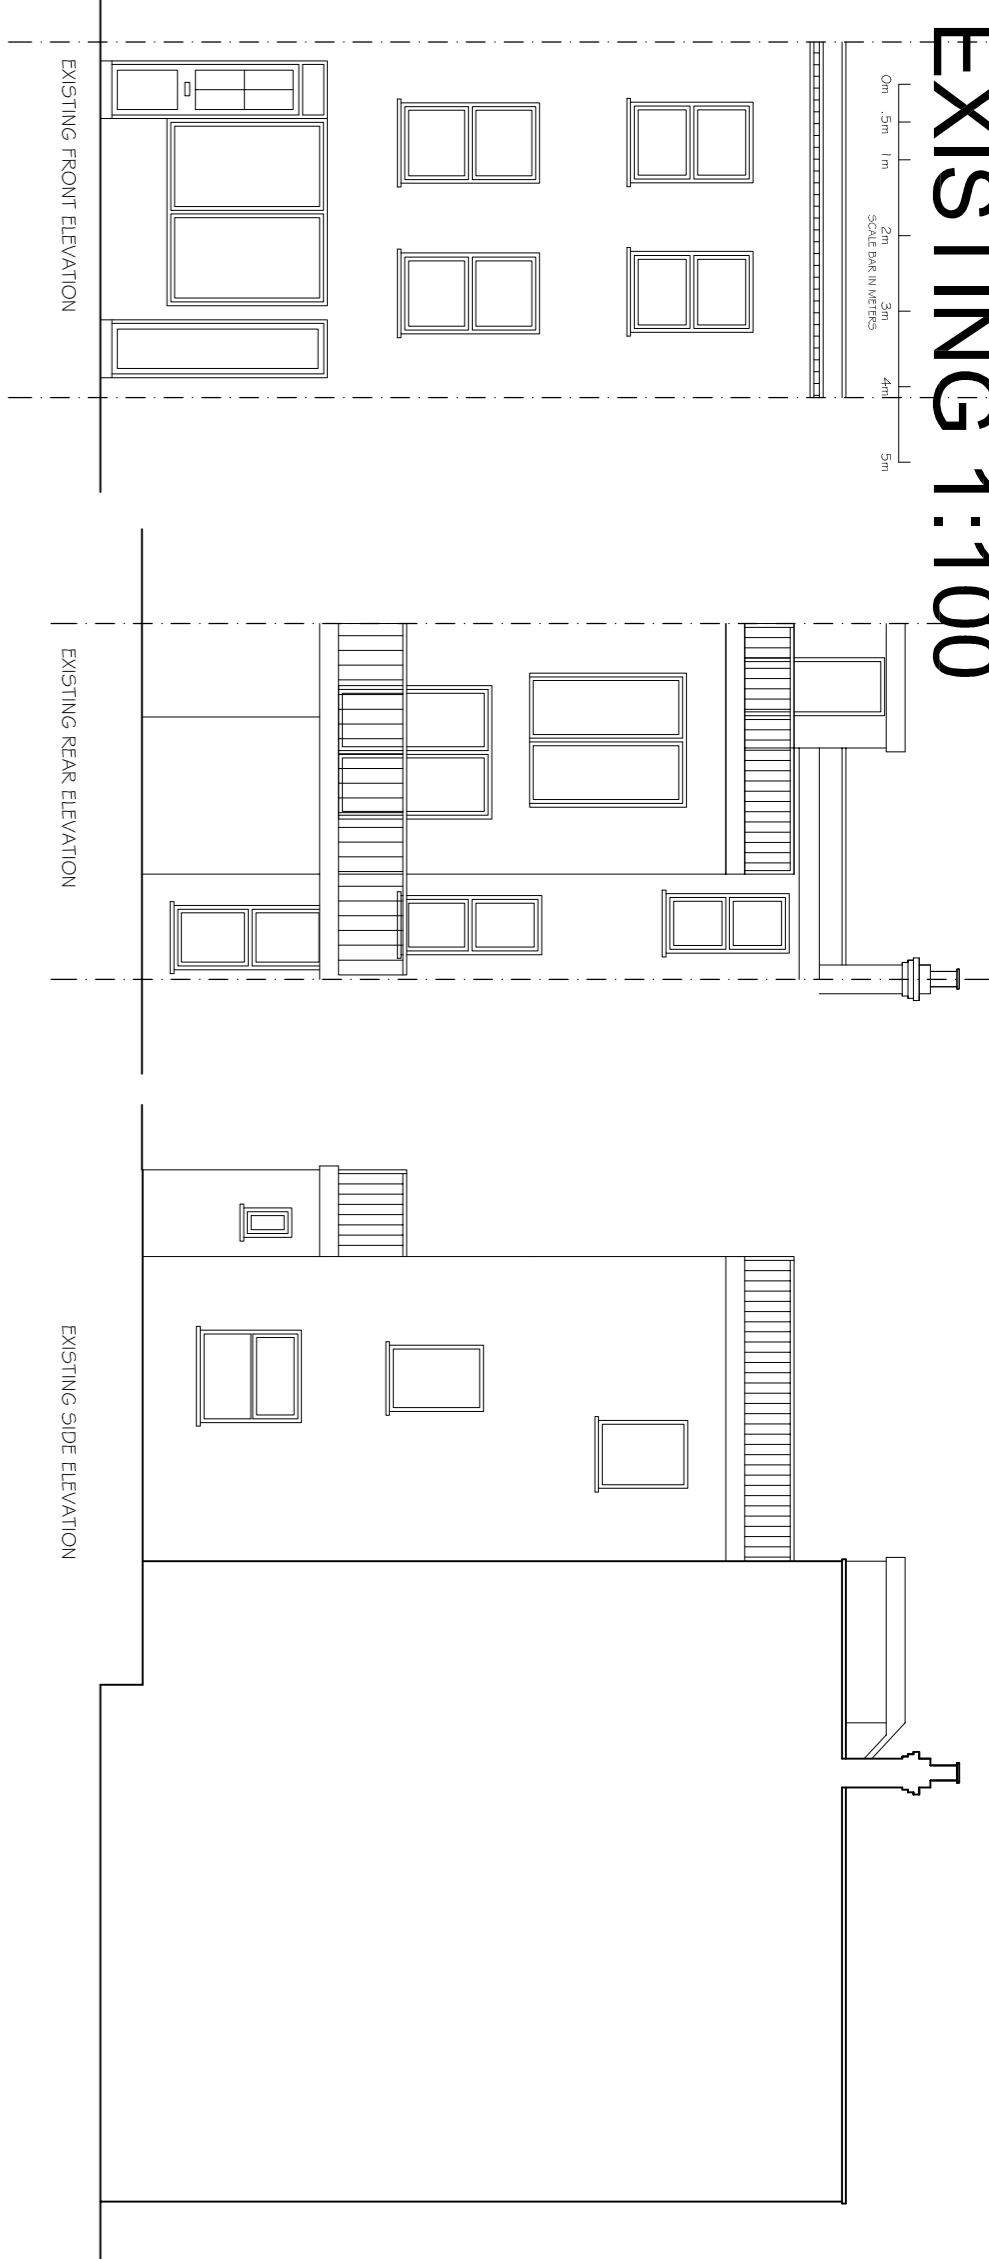 EXISTING 1:100
0m .5m 1m 2m 3m 4m 5m
SCALE BAR IN METERS
EXISTING FRONT ELEVATION
EXISTING REAR ELEVATION
EXISTING SIDE ELEVATION